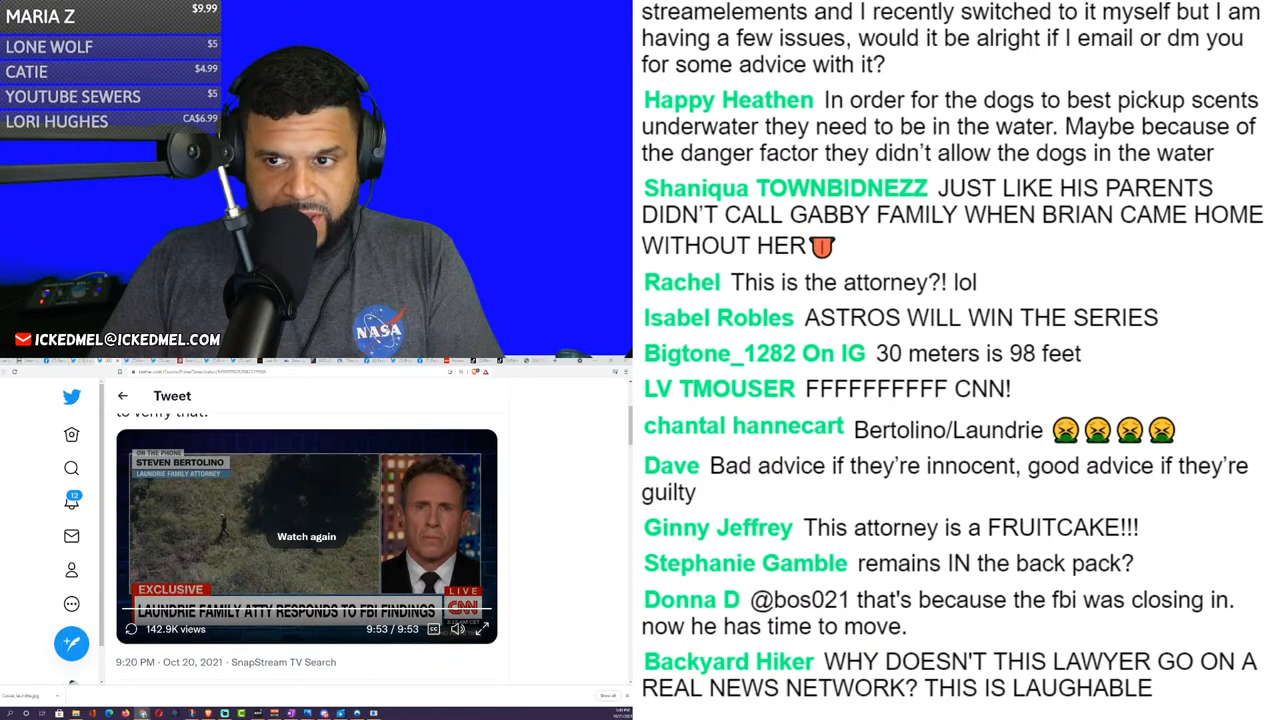 MARIA Z $9.99
LONE WOLF $5
CATIE $4.99
YOUTUBE SEWERS $5
LORI HUGHES CA$6.99
NASA
ICKEDMEL@ICKEDMEL.COM
Tweet
to verify that?
ON THE PHONE
STEVEN BERTOLINO
LAUNDRIE FAMILY ATTORNEY
Watch again
EXCLUSIVE
LIVE
LAUNDRIE FAMILY ATTY RESPONDS TO FBI FINDINGS
CNN
142.9K views
9:53 / 9:53
CC
12
9:20 PM · Oct 20, 2021 · SnapStream TV Search
Show all
streamelements and I recently switched to it myself but I am
having a few issues, would it be alright if I email or dm you
for some advice with it?
Happy Heathen In order for the dogs to best pickup scents
underwater they need to be in the water. Maybe because of
the danger factor they didn’t allow the dogs in the water
Shaniqua TOWNBIDNEZZ JUST LIKE HIS PARENTS
DIDN’T CALL GABBY FAMILY WHEN BRIAN CAME HOME
WITHOUT HER
Rachel This is the attorney?! lol
Isabel Robles ASTROS WILL WIN THE SERIES
Bigtone_1282 On IG 30 meters is 98 feet
LV TMOUSER FFFFFFFFFF CNN!
chantal hannecart Bertolino/Laundrie 🤮🤮🤮🤮
Dave Bad advice if they’re innocent, good advice if they’re
guilty
Ginny Jeffrey This attorney is a FRUITCAKE!!!
Stephanie Gamble remains IN the back pack?
Donna D @bos021 that's because the fbi was closing in.
now he has time to move.
Backyard Hiker WHY DOESN'T THIS LAWYER GO ON A
REAL NEWS NETWORK? THIS IS LAUGHABLE